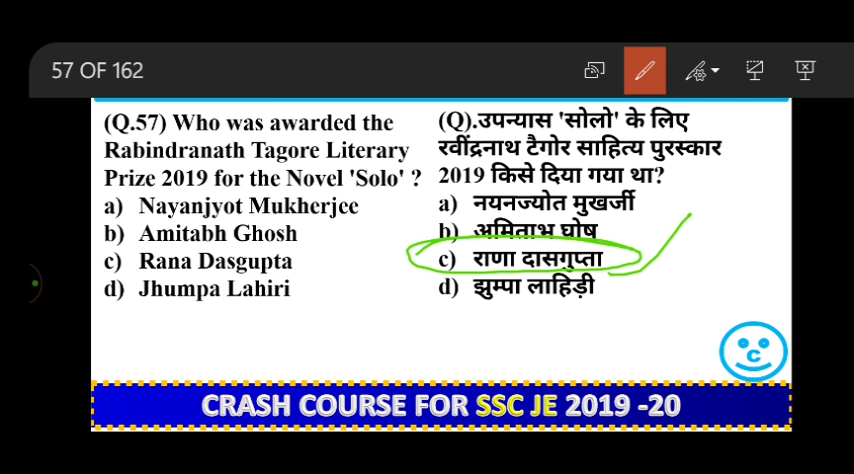 57 OF 162
(Q.57) Who was awarded the
Rabindranath Tagore Literary
Prize 2019 for the Novel 'Solo' ?
a) Nayanjyot Mukherjee
b) Amitabh Ghosh
c) Rana Dasgupta
d) Jhumpa Lahiri
(Q).उपन्यास 'सोलो' के लिए
रवींद्रनाथ टैगोर साहित्य पुरस्कार
2019 किसे दिया गया था?
a) नयनज्योत मुखर्जी
b) अमिताभ घोष
c) राणा दासगुप्ता
d) झुम्पा लाहिड़ी
C
CRASH COURSE FOR SSC JE 2019 -20